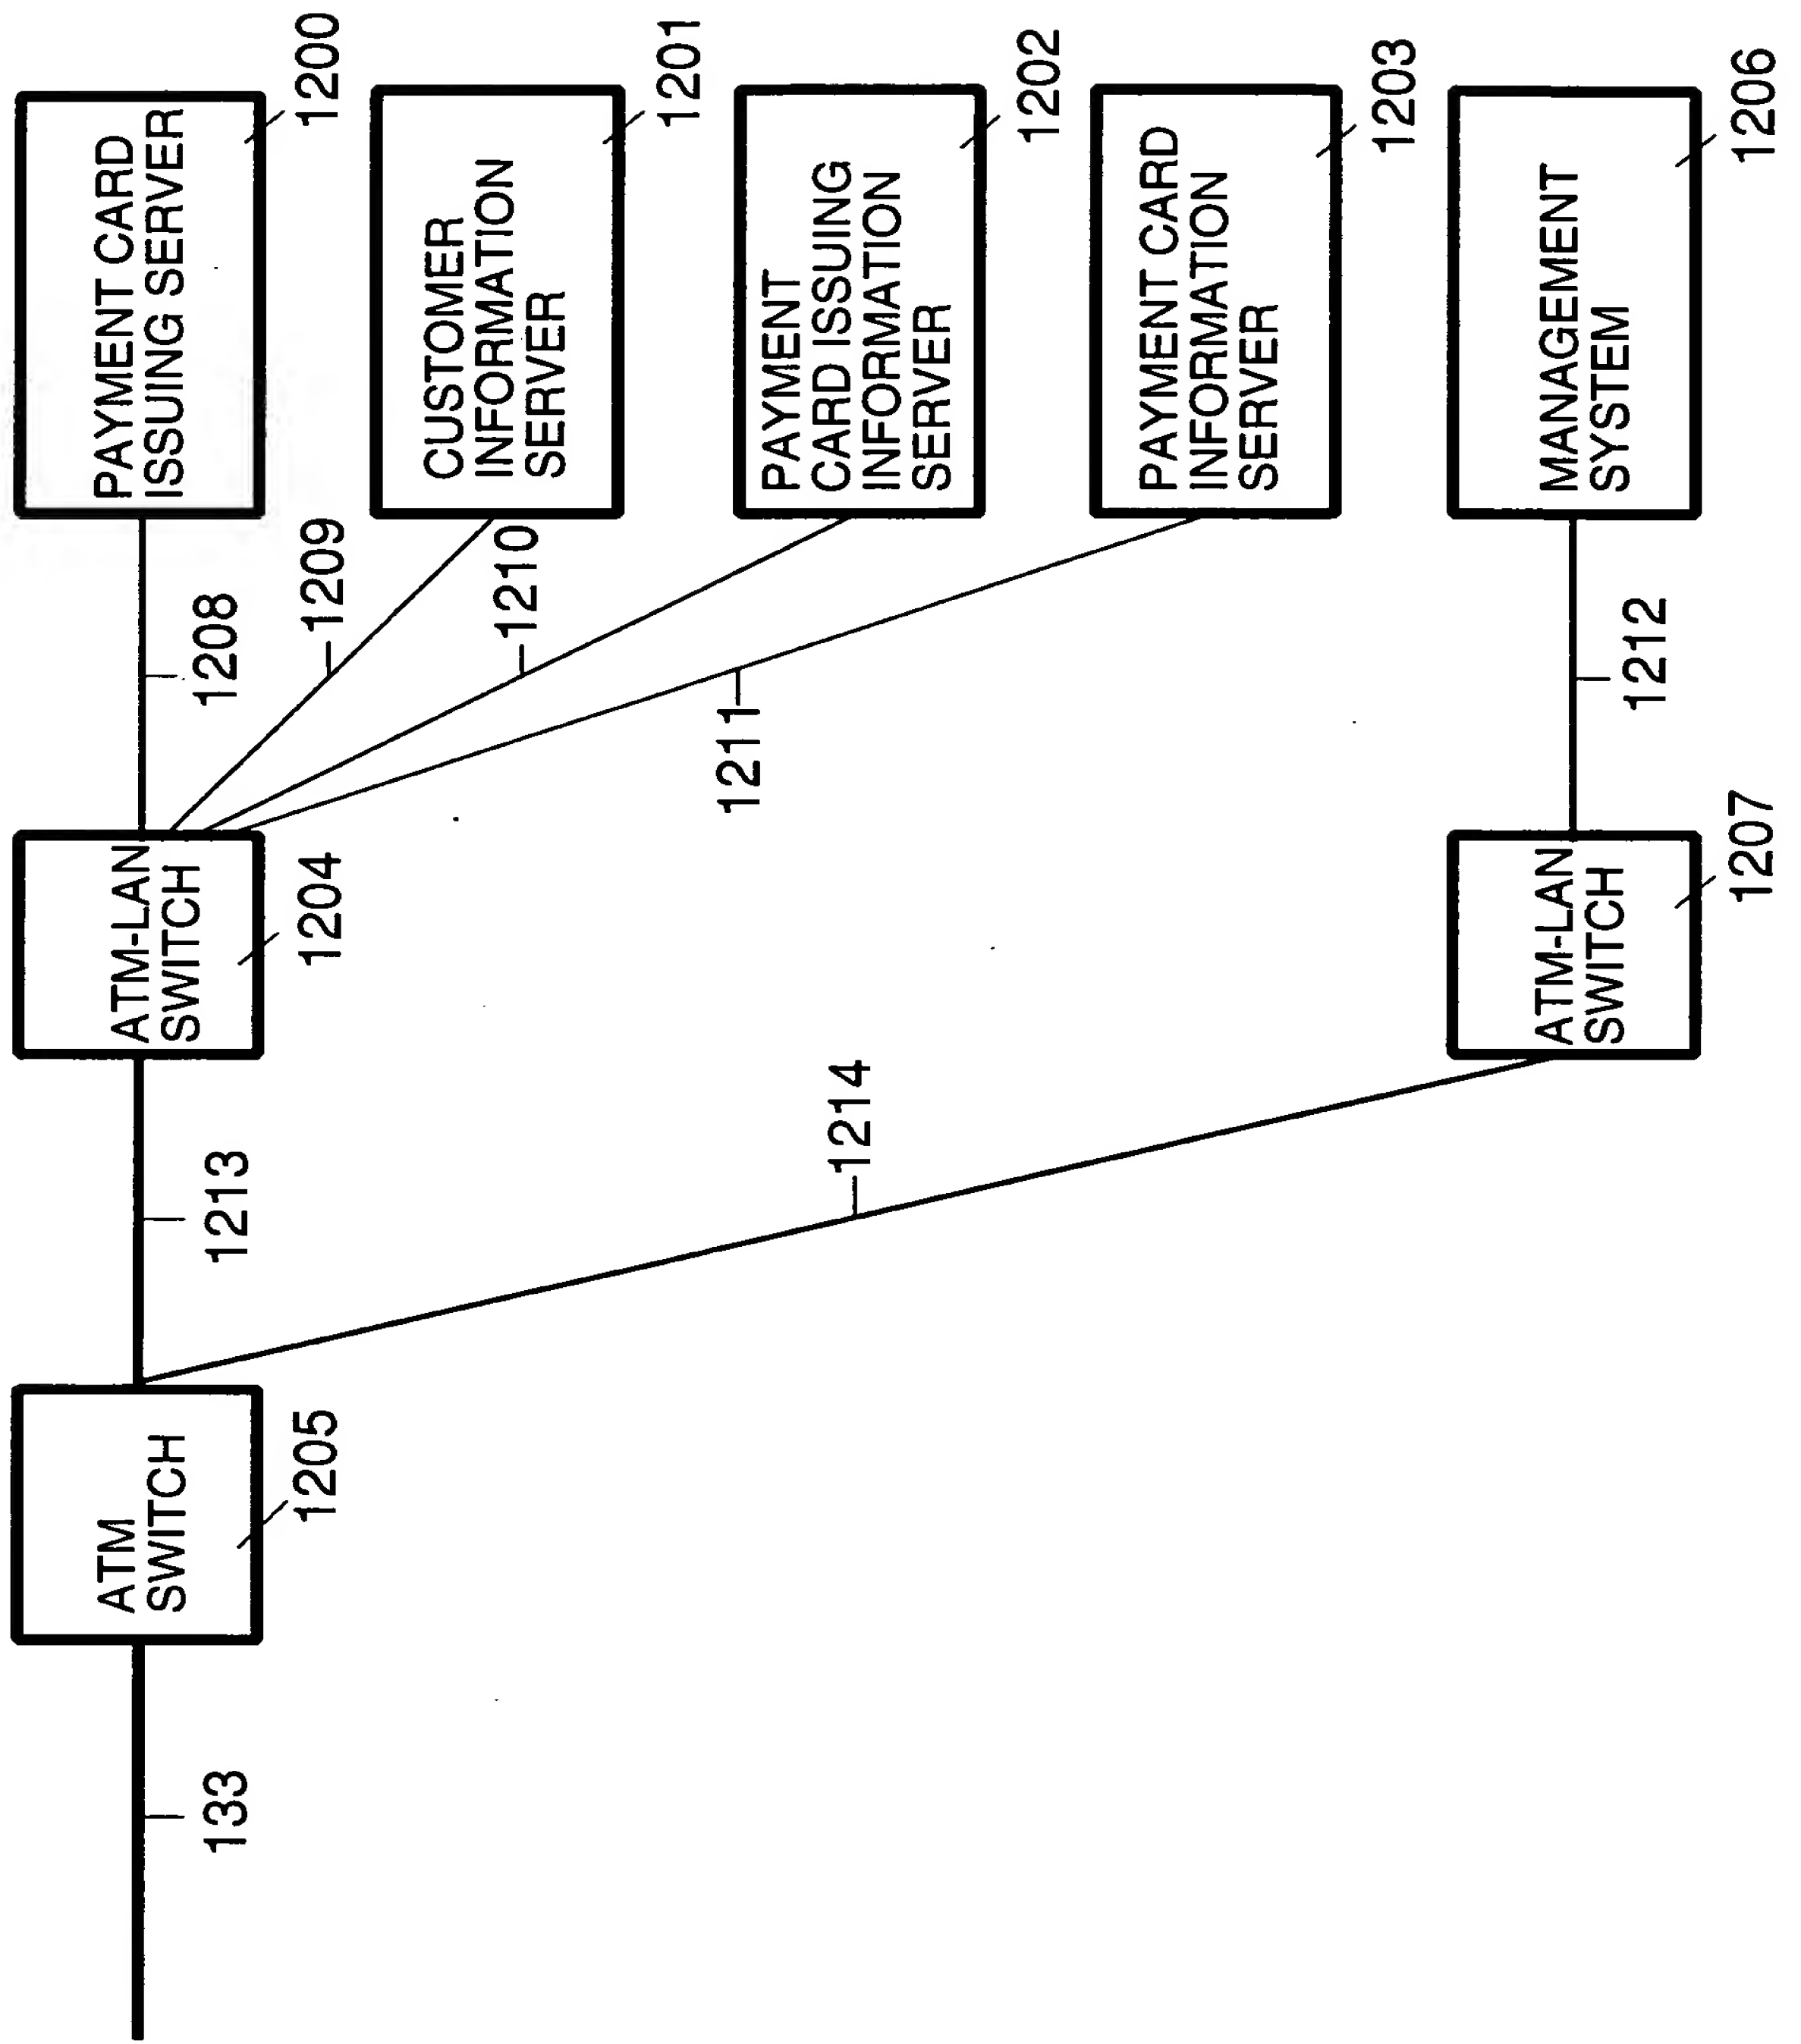 PAYMENT CARD
ISSUING SERVER
1200
CUSTOMER
INFORMATION
SERVER
1201
PAYMENT
CARD ISSUING
INFORMATION
SERVER
1202
PAYMENT CARD
INFORMATION
SERVER
1203
MANAGEMENT
SYSTEM
1206
1208
1209
1210
1211
1212
ATM-LAN
SWITCH
1204
ATM-LAN
SWITCH
1207
1213
1214
ATM
SWITCH
1205
133